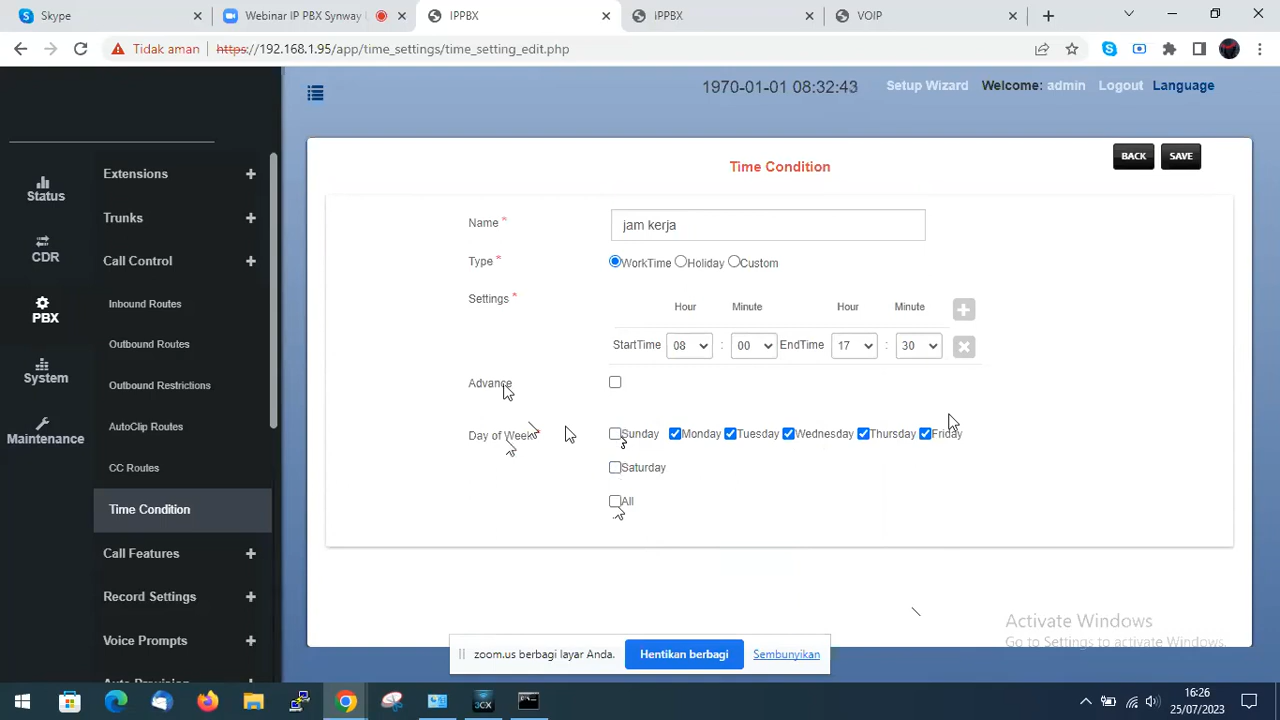 Skype
Webinar IP PBX Synway i
IPPBX
IPPBX
VOIP
Tidak aman
https://192.168.1.95/app/time_settings/time_setting_edit.php
1970-01-01 08:32:43
Setup Wizard
Welcome: admin
Logout
Language
Status
CDR
PBX
System
Maintenance
Extensions
Trunks
Call Control
Inbound Routes
Outbound Routes
Outbound Restrictions
AutoClip Routes
CC Routes
Time Condition
Call Features
Record Settings
Voice Prompts
Auto Provision
Time Condition
BACK
SAVE
Name *
jam kerja
Type *
WorkTime Holiday Custom
Settings *
Hour Minute Hour Minute
StartTime 08 : 00 EndTime 17 : 30
Advance
Day of Week *
Sunday Monday Tuesday Wednesday Thursday Friday
Saturday
All
Activate Windows
Go to Settings to activate Windows.
zoom.us berbagi layar Anda.
Hentikan berbagi
Sembunyikan
3CX
16:26
25/07/2023